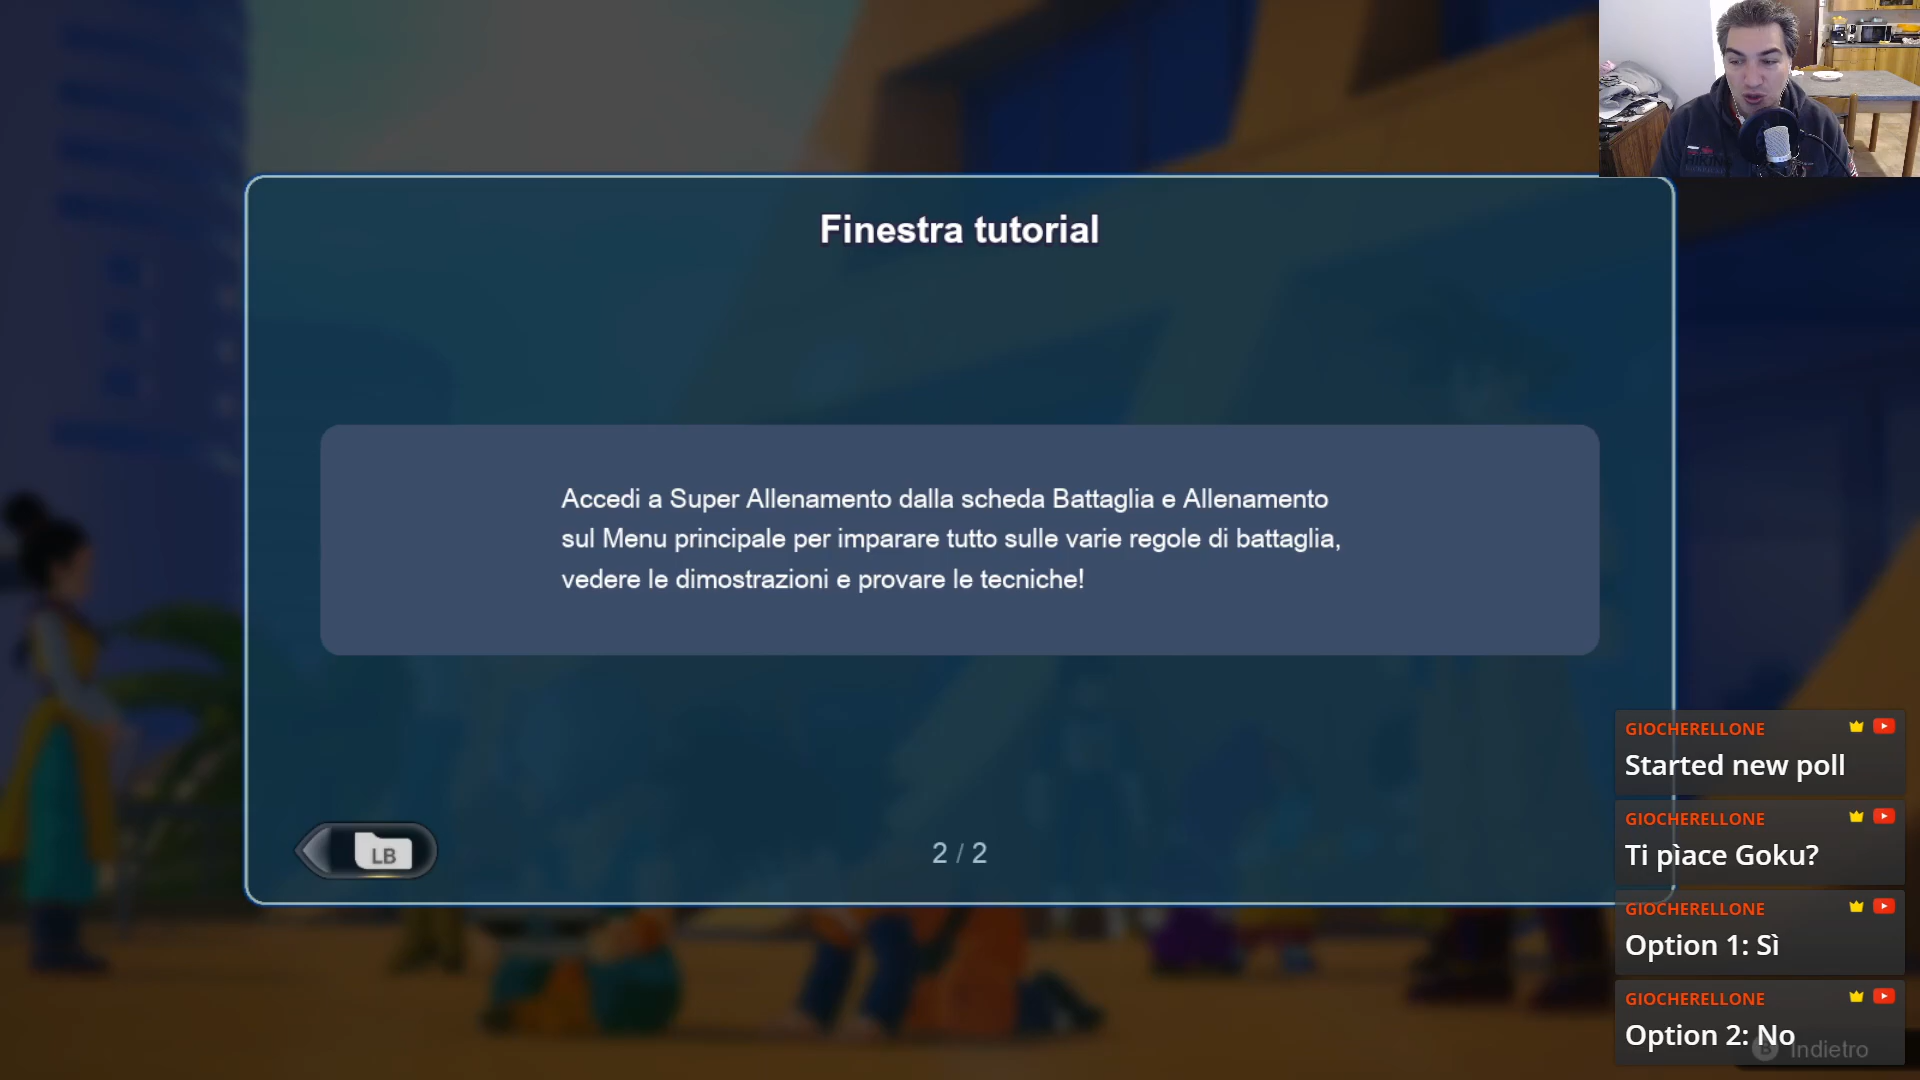 Finestra tutorial
Accedi a Super Allenamento dalla scheda Battaglia e Allenamento
sul Menu principale per imparare tutto sulle varie regole di battaglia,
vedere le dimostrazioni e provare le tecniche!
LB
2 / 2
GIOCHERELLONE
Started new poll
GIOCHERELLONE
Ti pìace Goku?
GIOCHERELLONE
Option 1: Sì
GIOCHERELLONE
Option 2: No
B Indietro